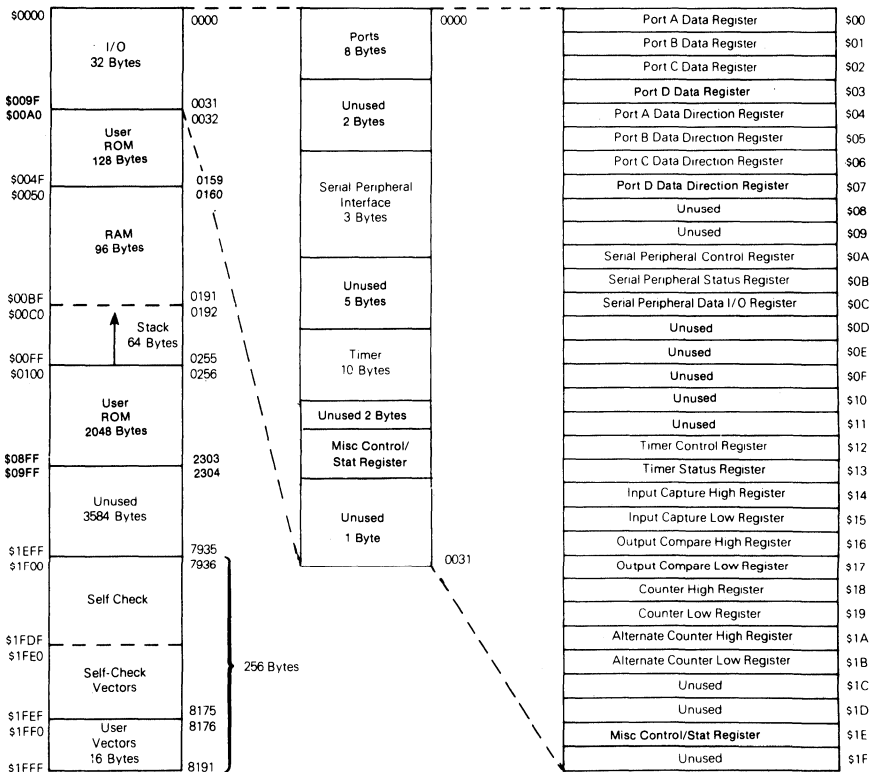 $0000
0000
I/O
32 Bytes
$009F
0031
$00A0
0032
User
ROM
128 Bytes
$004F
0159
$0050
0160
RAM
96 Bytes
$00BF
0191
$00C0
0192
Stack
64 Bytes
$00FF
0255
$0100
0256
User
ROM
2048 Bytes
$08FF
2303
$09FF
2304
Unused
3584 Bytes
$1EFF
7935
$1F00
7936
Self Check
$1FDF
$1FE0
Self-Check
Vectors
$1FEF
8175
$1FF0
8176
User
Vectors
16 Bytes
$1FFF
8191
256 Bytes
0000
Ports
8 Bytes
Unused
2 Bytes
Serial Peripheral
Interface
3 Bytes
Unused
5 Bytes
Timer
10 Bytes
Unused 2 Bytes
Misc Control/
Stat Register
Unused
1 Byte
0031
Port A Data Register $00
Port B Data Register $01
Port C Data Register $02
Port D Data Register $03
Port A Data Direction Register $04
Port B Data Direction Register $05
Port C Data Direction Register $06
Port D Data Direction Register $07
Unused $08
Unused $09
Serial Peripheral Control Register $0A
Serial Peripheral Status Register $0B
Serial Peripheral Data I/O Register $0C
Unused $0D
Unused $0E
Unused $0F
Unused $10
Unused $11
Timer Control Register $12
Timer Status Register $13
Input Capture High Register $14
Input Capture Low Register $15
Output Compare High Register $16
Output Compare Low Register $17
Counter High Register $18
Counter Low Register $19
Alternate Counter High Register $1A
Alternate Counter Low Register $1B
Unused $1C
Unused $1D
Misc Control/Stat Register $1E
Unused $1F